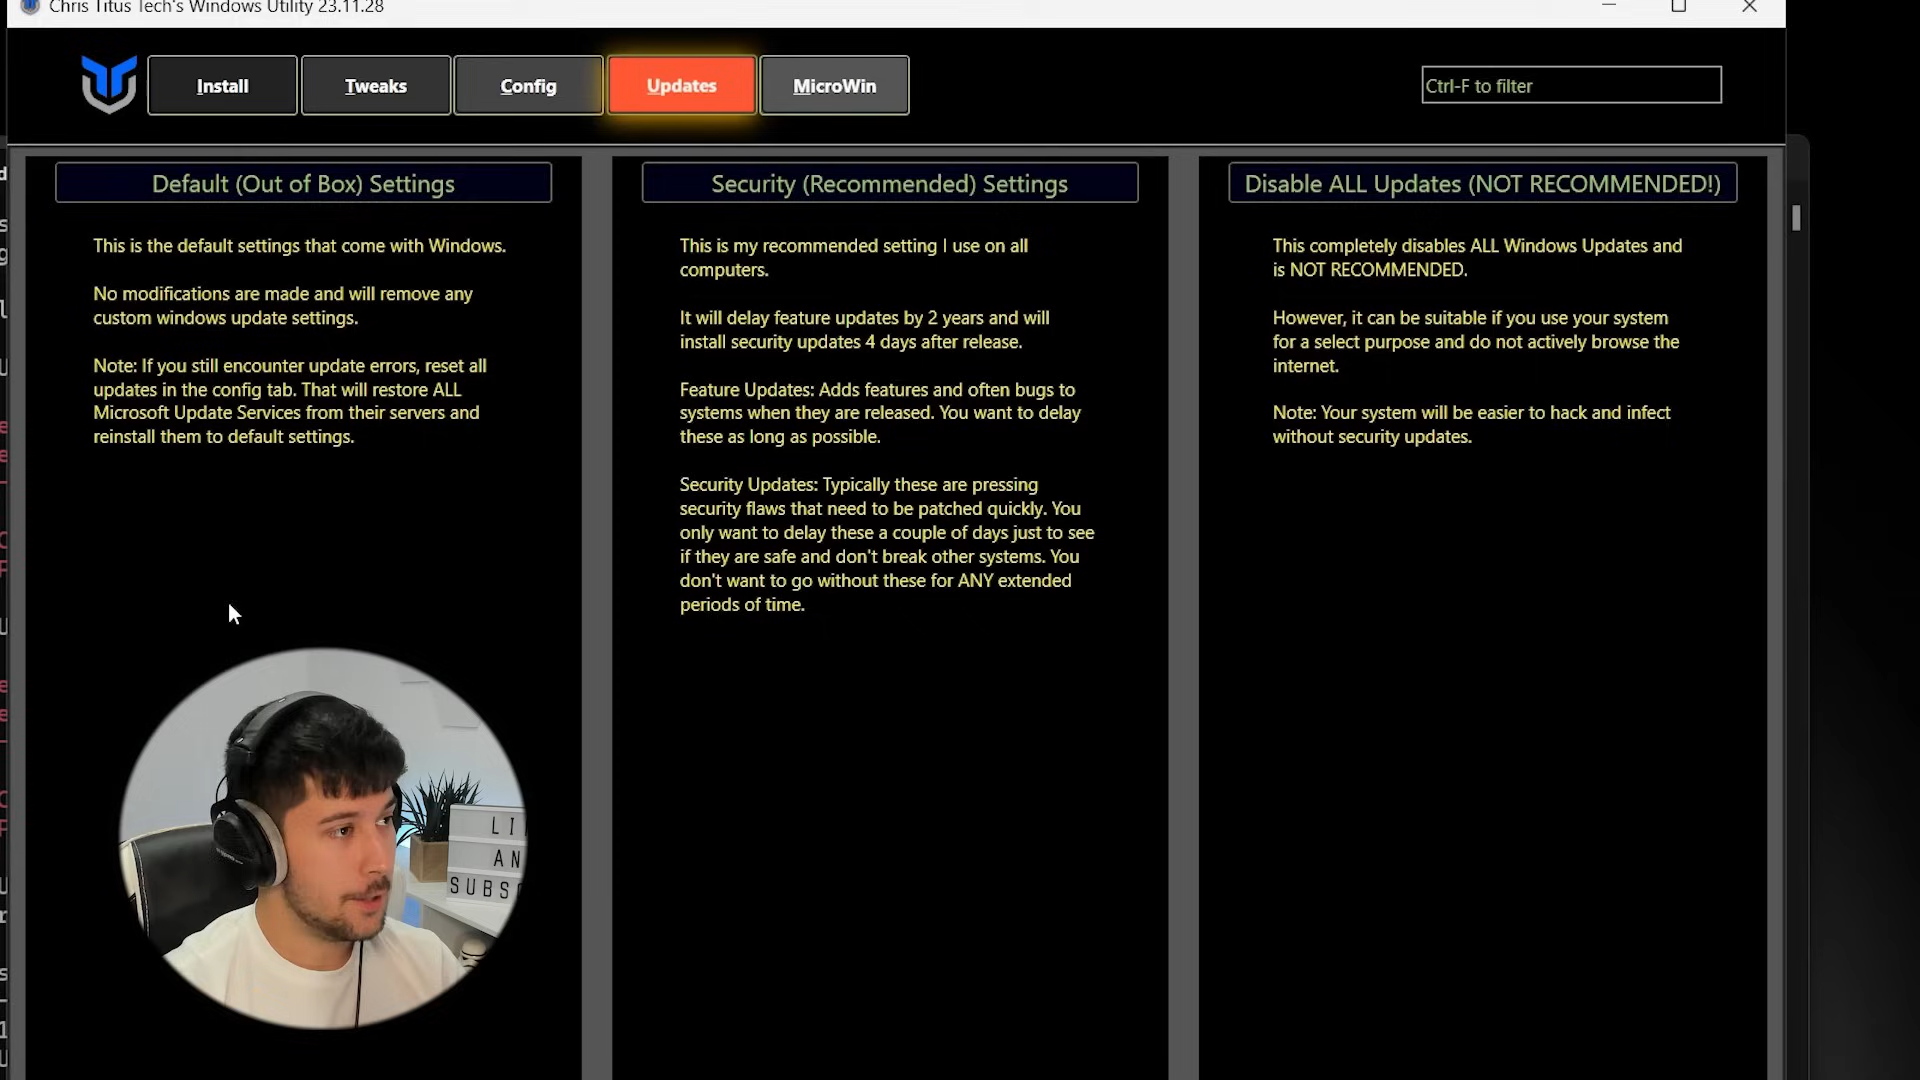 Chris Titus Tech's Windows Utility 23.11.28
Install
Tweaks
Config
Updates
MicroWin
Ctrl-F to filter
Default (Out of Box) Settings
This is the default settings that come with Windows.
No modifications are made and will remove any
custom windows update settings.
Note: If you still encounter update errors, reset all
updates in the config tab. That will restore ALL
Microsoft Update Services from their servers and
reinstall them to default settings.
Security (Recommended) Settings
This is my recommended setting I use on all
computers.
It will delay feature updates by 2 years and will
install security updates 4 days after release.
Feature Updates: Adds features and often bugs to
systems when they are released. You want to delay
these as long as possible.
Security Updates: Typically these are pressing
security flaws that need to be patched quickly. You
only want to delay these a couple of days just to see
if they are safe and don't break other systems. You
don't want to go without these for ANY extended
periods of time.
Disable ALL Updates (NOT RECOMMENDED!)
This completely disables ALL Windows Updates and
is NOT RECOMMENDED.
However, it can be suitable if you use your system
for a select purpose and do not actively browse the
internet.
Note: Your system will be easier to hack and infect
without security updates.
LI
AN
SUBS